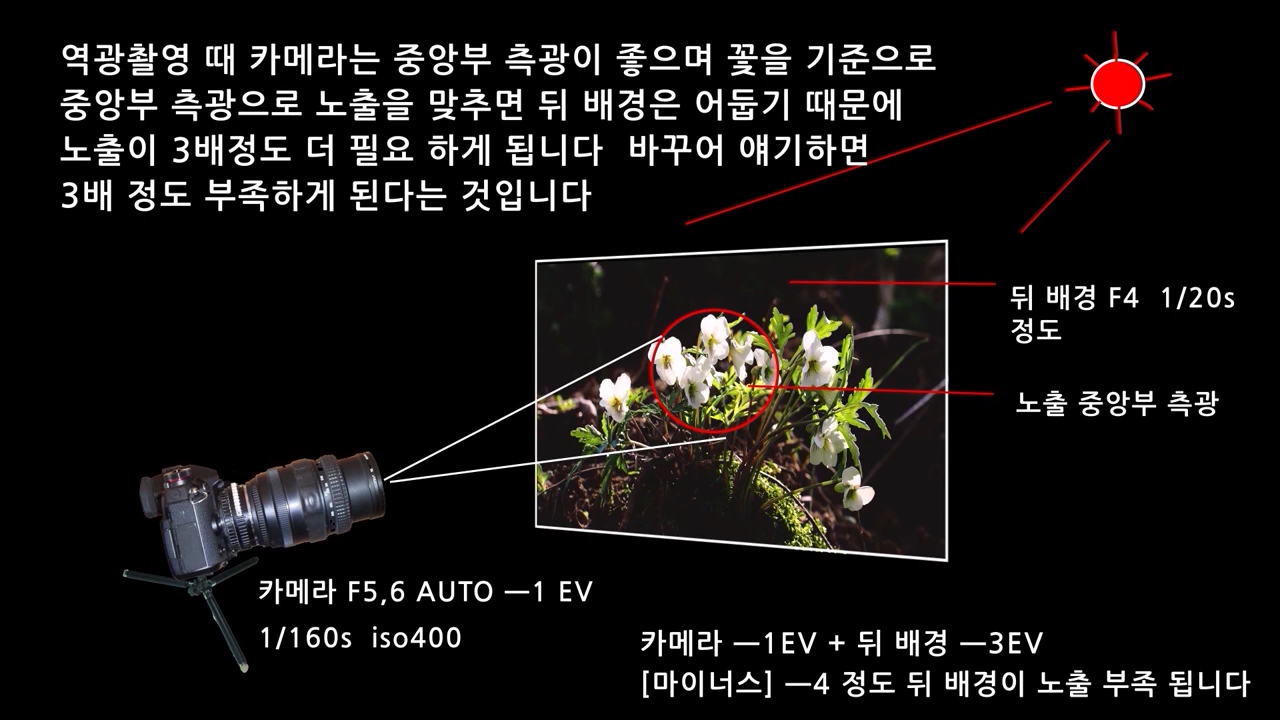 역광촬영 때 카메라는 중앙부 측광이 좋으며 꽃을 기준으로
중앙부 측광으로 노출을 맞추면 뒤 배경은 어둡기 때문에
노출이 3배정도 더 필요 하게 됩니다  바꾸어 얘기하면
3배 정도 부족하게 된다는 것입니다
뒤 배경 F4  1/20s
정도
노출 중앙부 측광
카메라 F5,6 AUTO —1 EV
1/160s  iso400
카메라 —1EV + 뒤 배경 —3EV
[마이너스] —4 정도 뒤 배경이 노출 부족 됩니다